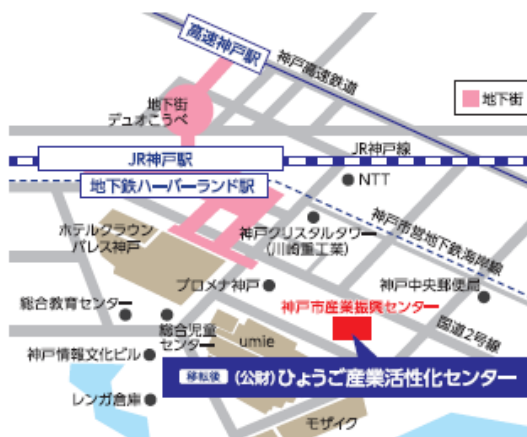 高速神戸駅
神戸高速鉄道
地下街
デュオこうべ
地下街
JR神戸駅
JR神戸線
地下鉄ハーバーランド駅
NTT
神戸市営地下鉄海岸線
ホテルクラウン
パレス神戸
神戸クリスタルタワー
(川崎重工業)
プロメナ神戸
神戸中央郵便局
総合教育センター
神戸市産業振興センター
総合児童
センター
umie
国道2号線
神戸情報文化ビル
移転後 (公財)ひょうご産業活性化センター
レンガ倉庫
モザイク